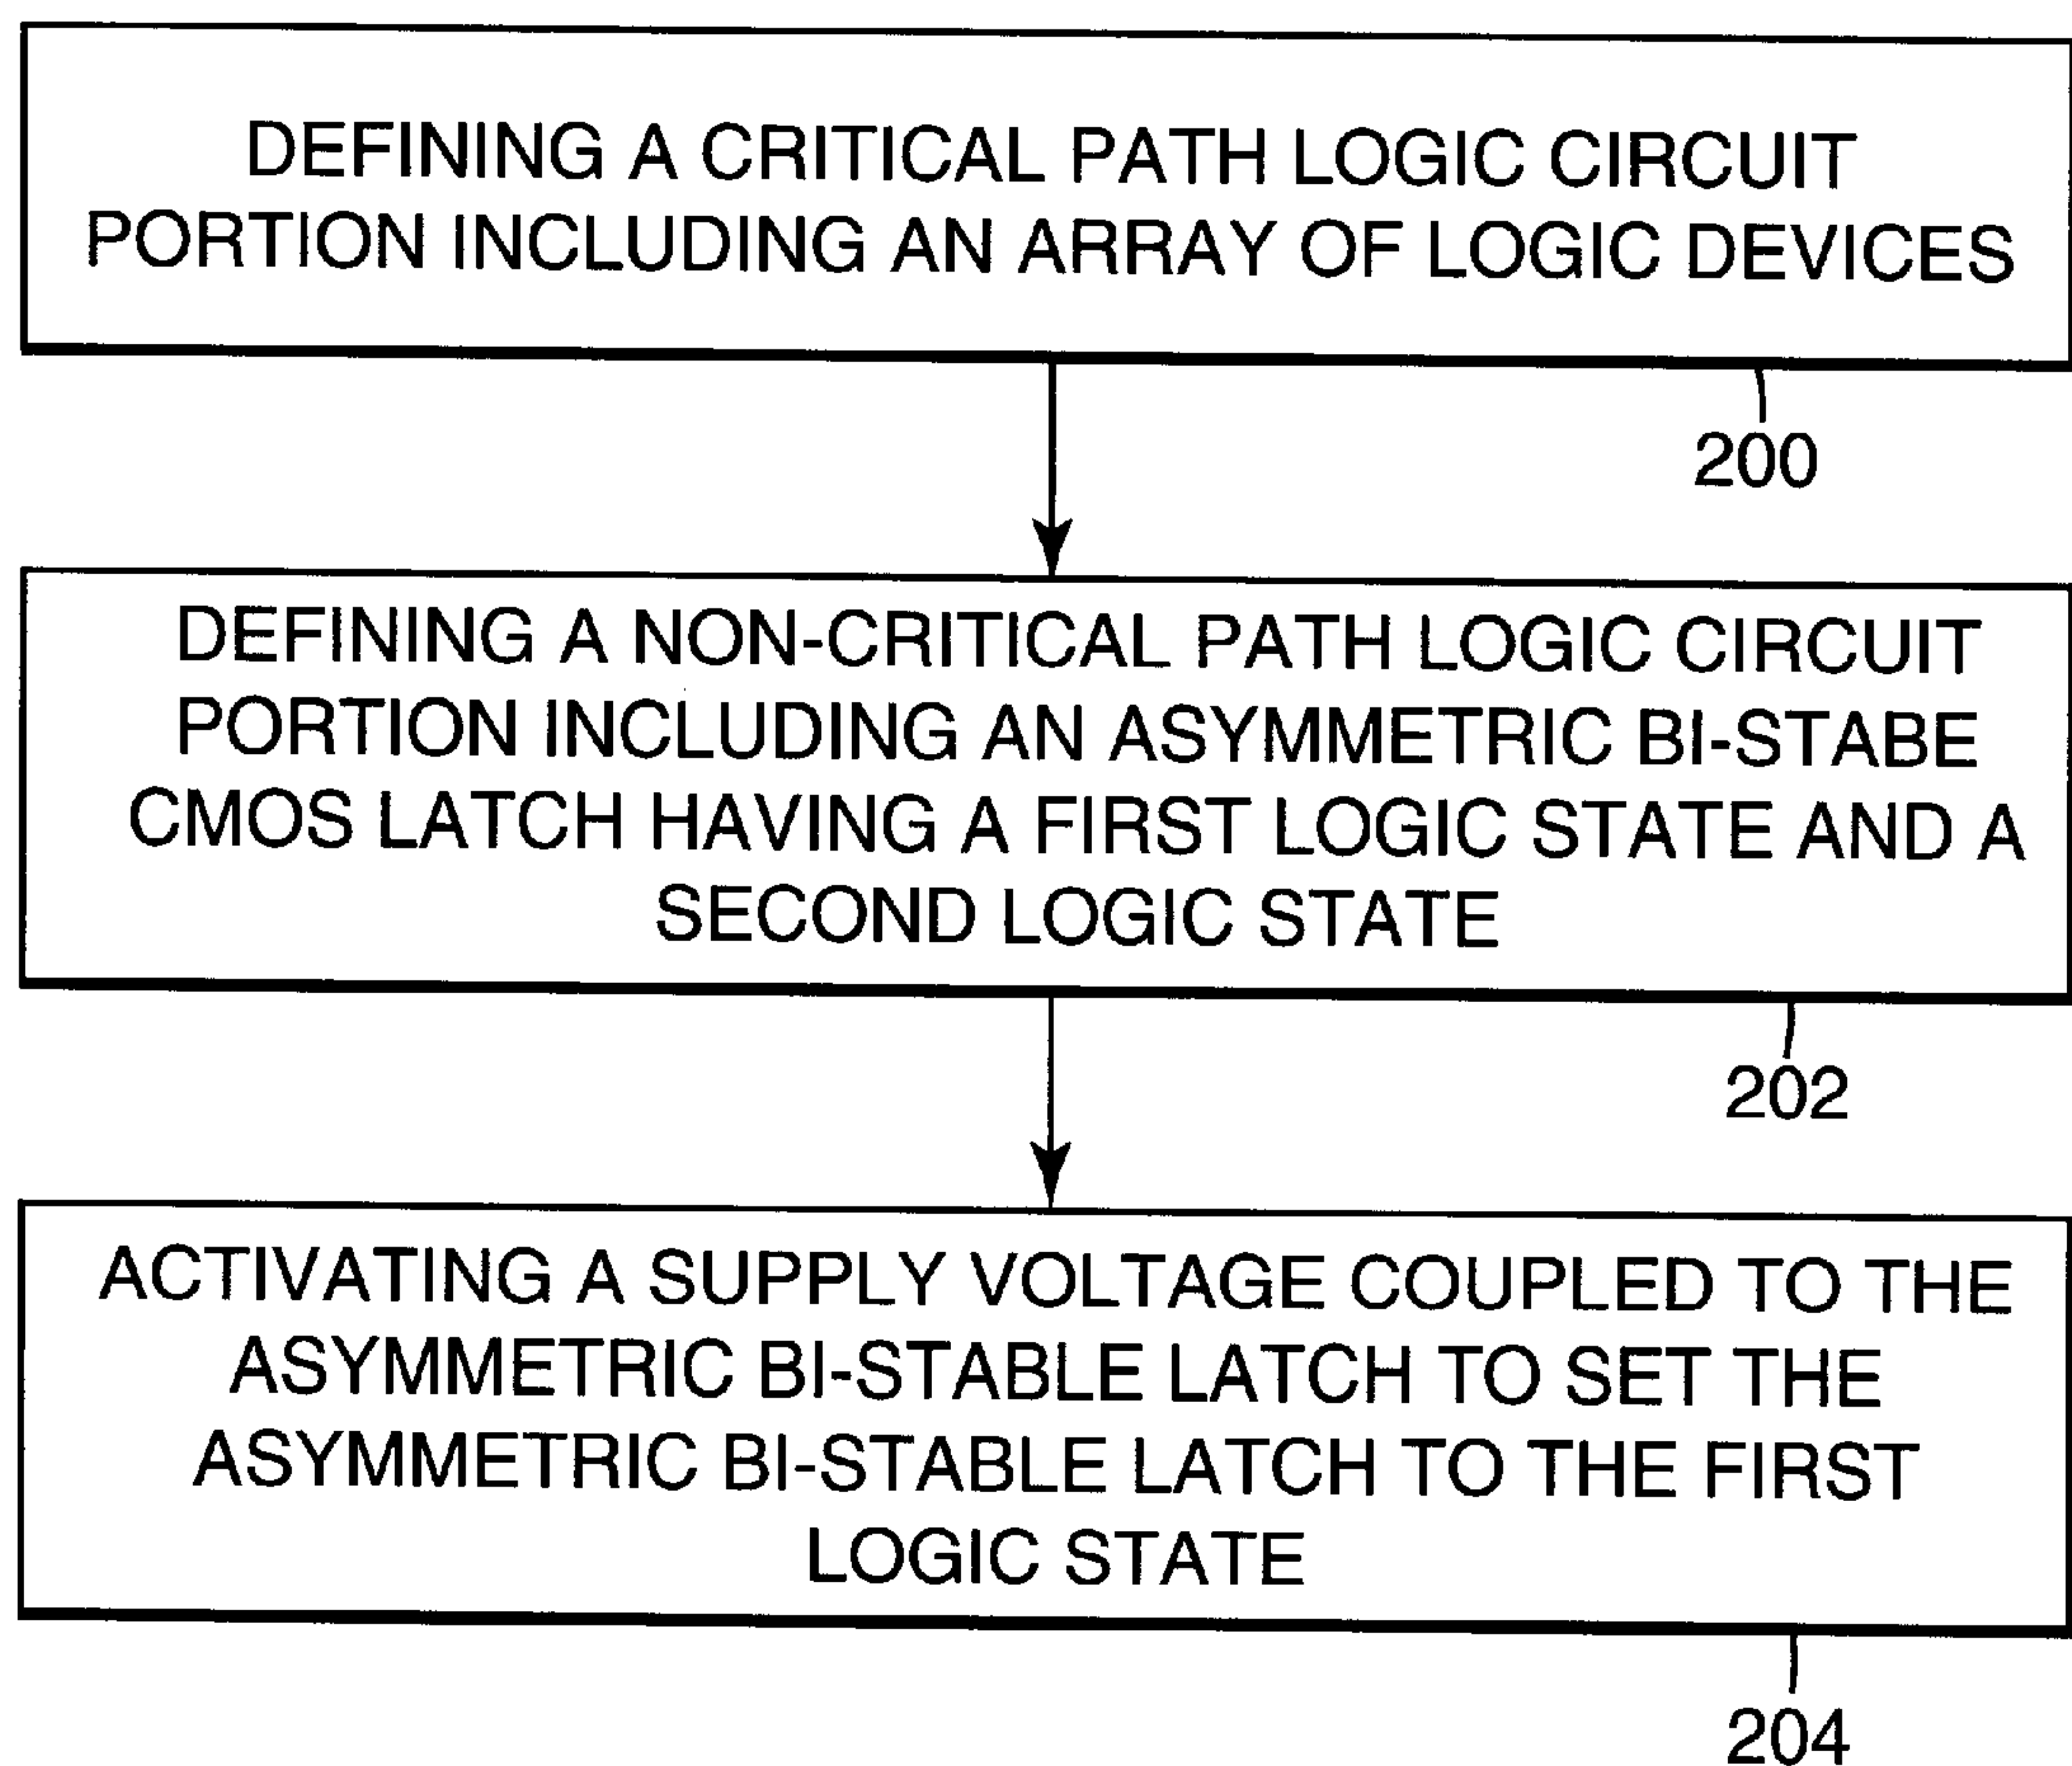 DEFINING A CRITICAL PATH LOGIC CIRCUIT
PORTION INCLUDING AN ARRAY OF LOGIC DEVICES
200
DEFINING A NON-CRITICAL PATH LOGIC CIRCUIT
PORTION INCLUDING AN ASYMMETRIC BI-STABE
CMOS LATCH HAVING A FIRST LOGIC STATE AND A
SECOND LOGIC STATE
202
ACTIVATING A SUPPLY VOLTAGE COUPLED TO THE
ASYMMETRIC BI-STABLE LATCH TO SET THE
ASYMMETRIC BI-STABLE LATCH TO THE FIRST
LOGIC STATE
204